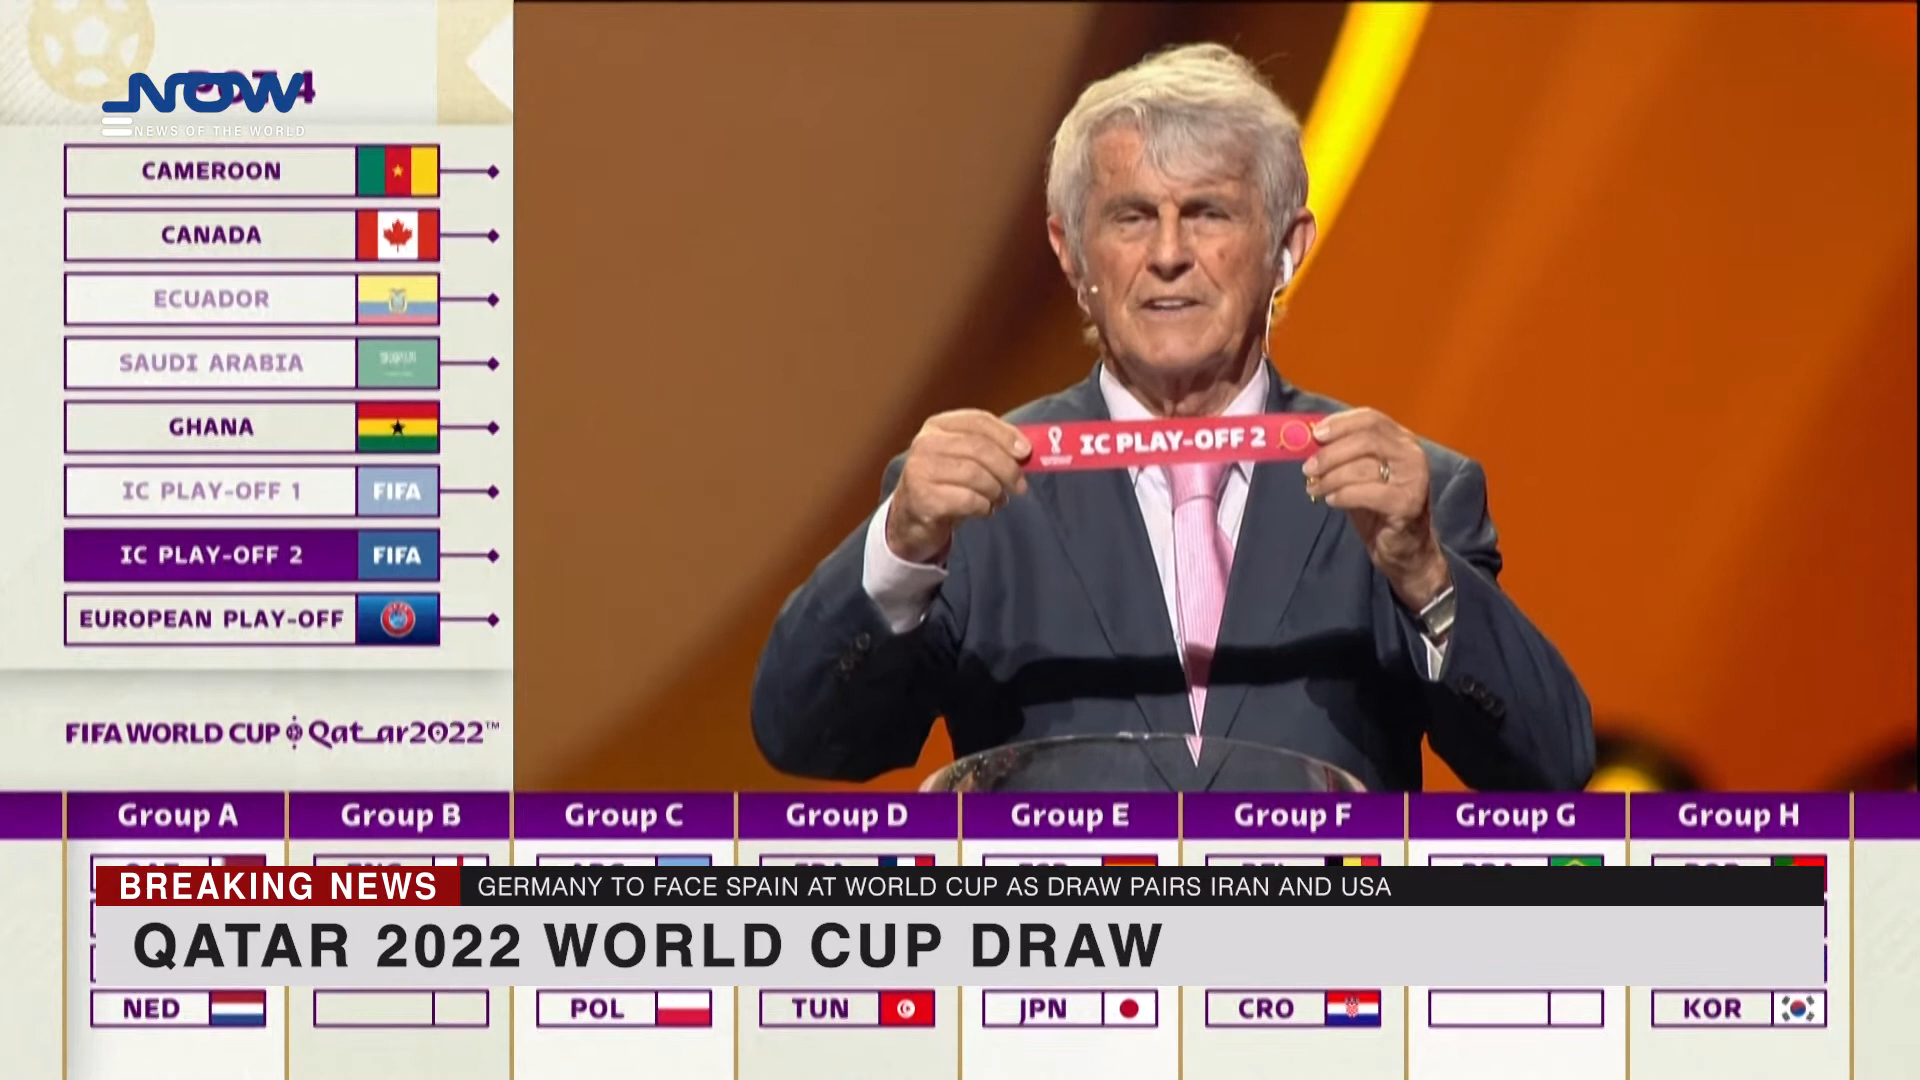 NOW
NEWS OF THE WORLD
CAMEROON
CANADA
ECUADOR
SAUDI ARABIA
GHANA
IC PLAY-OFF 1 FIFA
IC PLAY-OFF 2 FIFA
EUROPEAN PLAY-OFF
FIFA WORLD CUP Qatar2022™
IC PLAY-OFF 2
Group A Group B Group C Group D Group E Group F Group G Group H
BREAKING NEWS GERMANY TO FACE SPAIN AT WORLD CUP AS DRAW PAIRS IRAN AND USA
QATAR 2022 WORLD CUP DRAW
NED POL TUN JPN CRO KOR